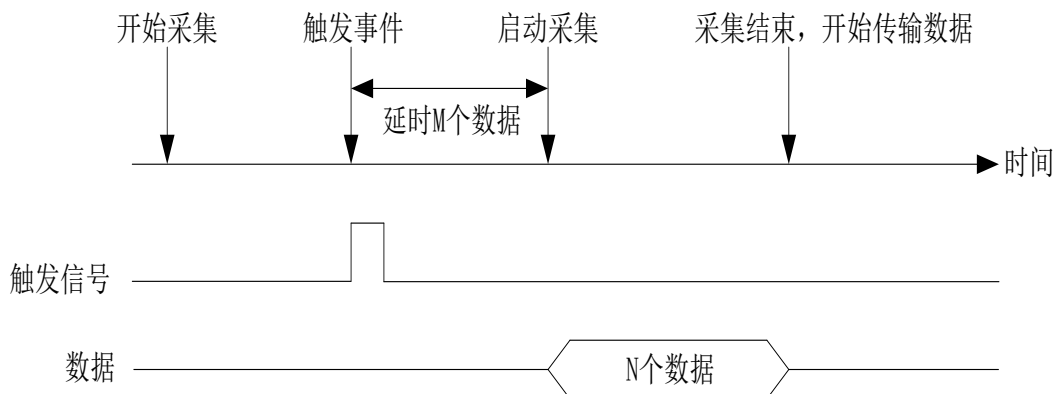 开始采集
触发事件
启动采集
采集结束，开始传输数据
延时M个数据
时间
触发信号
数据
N个数据